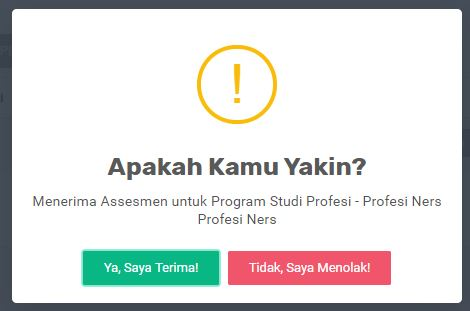 !
Apakah Kamu Yakin?
Menerima Assesmen untuk Program Studi Profesi - Profesi Ners
Profesi Ners
Ya, Saya Terima!
Tidak, Saya Menolak!